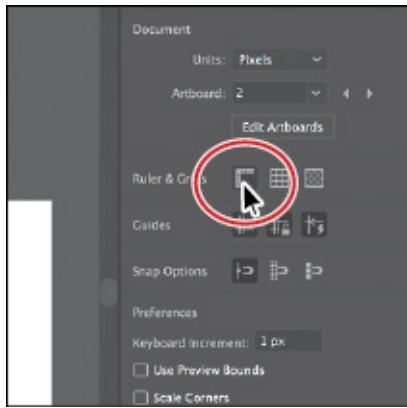 Document
Units: Pixels
Artboard: 2
Edit Artboards
Ruler & Grids
Guides
Snap Options
Preferences
Keyboard Increment: 1 px
Use Preview Bounds
Scale Corners